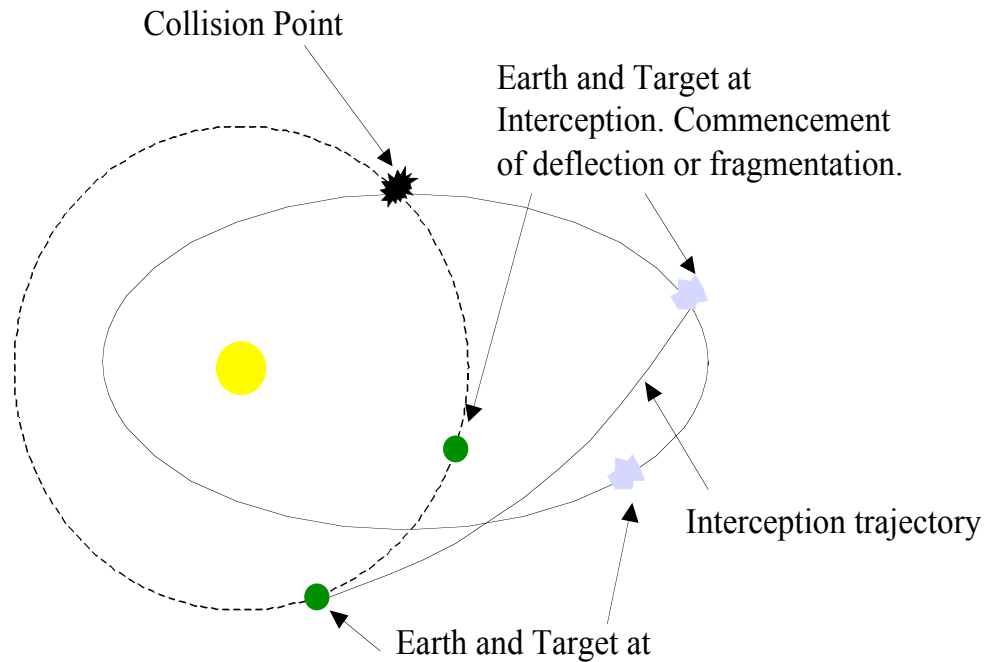 Collision Point
Earth and Target at
Interception. Commencement
of deflection or fragmentation.
Interception trajectory
Earth and Target at